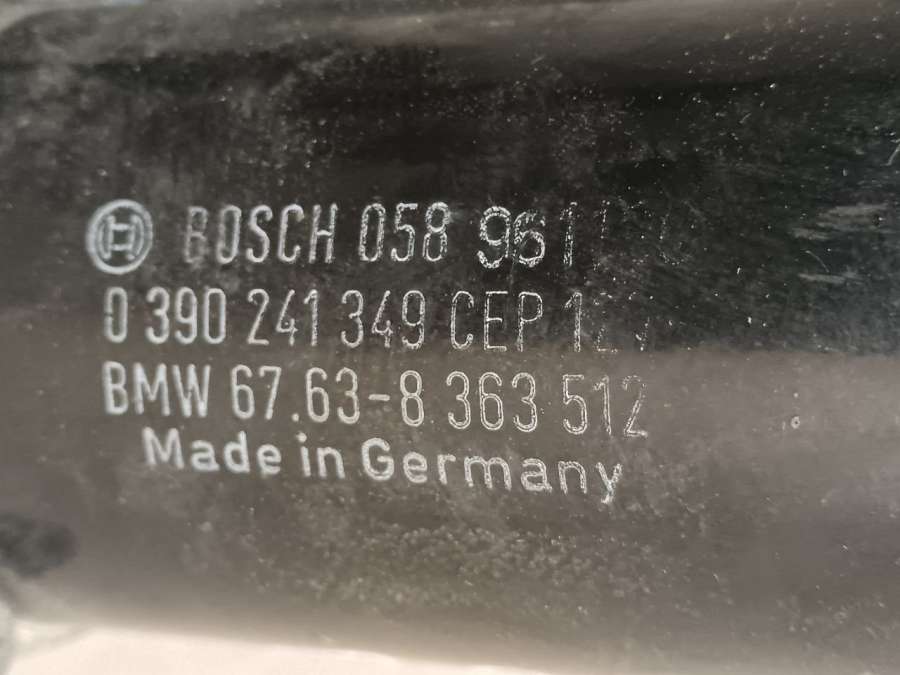 BOSCH 058
0 390 241 349 CEP
BMW 67.63-8 363 512
Made in Germany